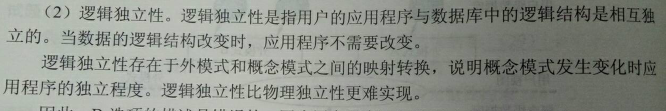 （2）逻辑独立性。逻辑独立性是指用户的应用程序与数据库中的逻辑结构是相互独
立的。当数据的逻辑结构改变时，应用程序不需要改变。
逻辑独立性存在于外模式和概念模式之间的映射转换，说明概念模式发生变化时应
用程序的独立程度。逻辑独立性比物理独立性更难实现。